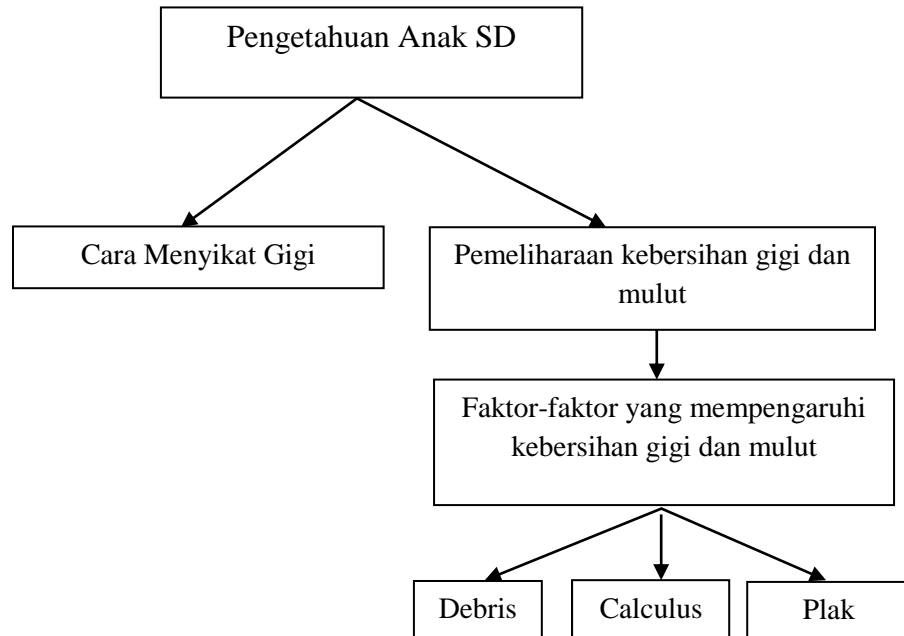 Pengetahuan Anak SD
Cara Menyikat Gigi
Pemeliharaan kebersihan gigi dan
mulut
Faktor-faktor yang mempengaruhi
kebersihan gigi dan mulut
Debris
Calculus
Plak